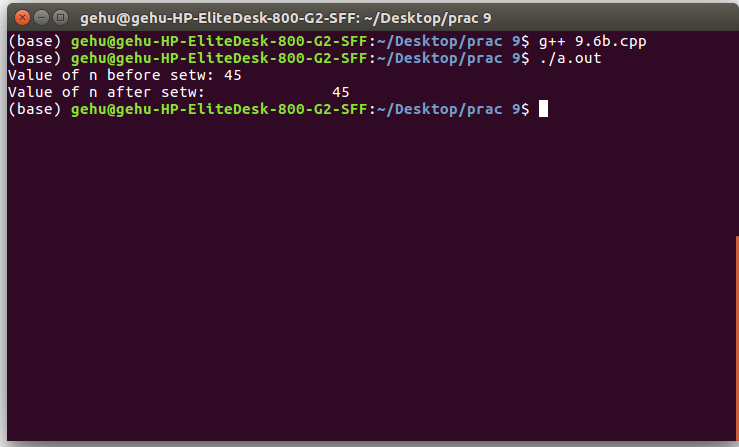 gehu@gehu-HP-EliteDesk-800-G2-SFF: ~/Desktop/prac 9
(base) gehu@gehu-HP-EliteDesk-800-G2-SFF:~/Desktop/prac 9$ g++ 9.6b.cpp
(base) gehu@gehu-HP-EliteDesk-800-G2-SFF:~/Desktop/prac 9$ ./a.out
Value of n before setw: 45
Value of n after setw:              45
(base) gehu@gehu-HP-EliteDesk-800-G2-SFF:~/Desktop/prac 9$